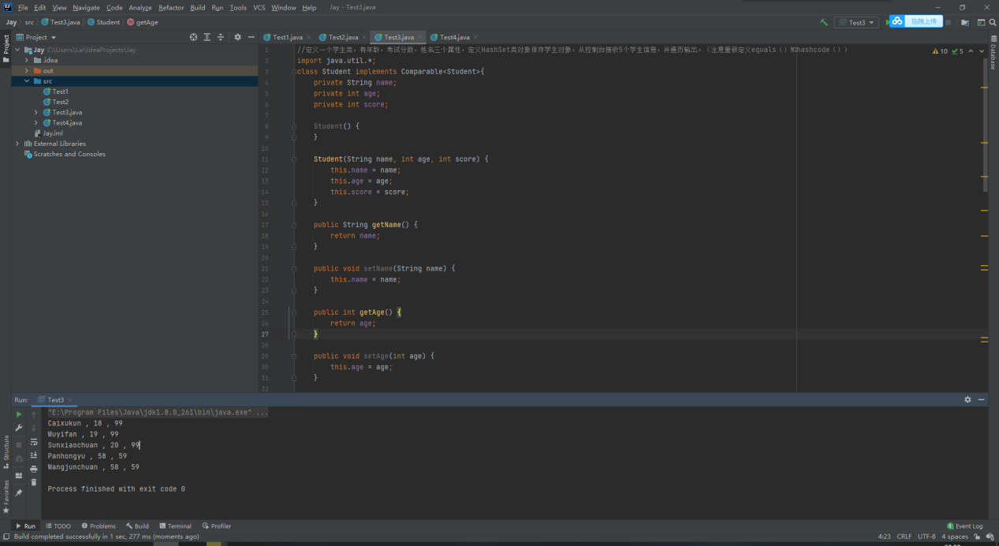 File Edit View Navigate Code Analyze Refactor Build Run Tools VCS Window Help Jay - Test3.java
Jay src Test3.java Student getAge Test3 拖拽上传
Project
Test1.java Test2.java Test3.java Test4.java
Jay C:\Users\Lai\IdeaProjects\Jay
.idea
out
src
Test1
Test2
Test3.java
Test4.java
Jay.iml
External Libraries
Scratches and Consoles
Project
Structure
Favorites
Database
10 5
1 //定义一个学生类，有年龄，考试分数，姓名三个属性，定义HashSet类对象保存学生对象，从控制台接收5个学生信息，并遍历输出。（注意重新定义equals（）和hashcode（））
2 import java.util.*;
3 class Student implements Comparable<Student>{
4 private String name;
5 private int age;
6 private int score;
7
8 Student() {
9 }
10
11 Student(String name, int age, int score) {
12 this.name = name;
13 this.age = age;
14 this.score = score;
15 }
16
17 public String getName() {
18 return name;
19 }
20
21 public void setName(String name) {
22 this.name = name;
23 }
24
25 public int getAge() {
26 return age;
27 }
28
29 public void setAge(int age) {
30 this.age = age;
31 }
32
Run: Test3
"E:\Program Files\Java\jdk1.8.0_261\bin\java.exe" ...
Caixukun , 18 , 99
Wuyifan , 19 , 99
Sunxiaochuan , 20 , 99
Panhongyu , 58 , 59
Wangjunchuan , 58 , 59
Process finished with exit code 0
Run TODO Problems Build Terminal Profiler 1 Event Log
Build completed successfully in 1 sec, 277 ms (moments ago) 4:23 CRLF UTF-8 4 spaces